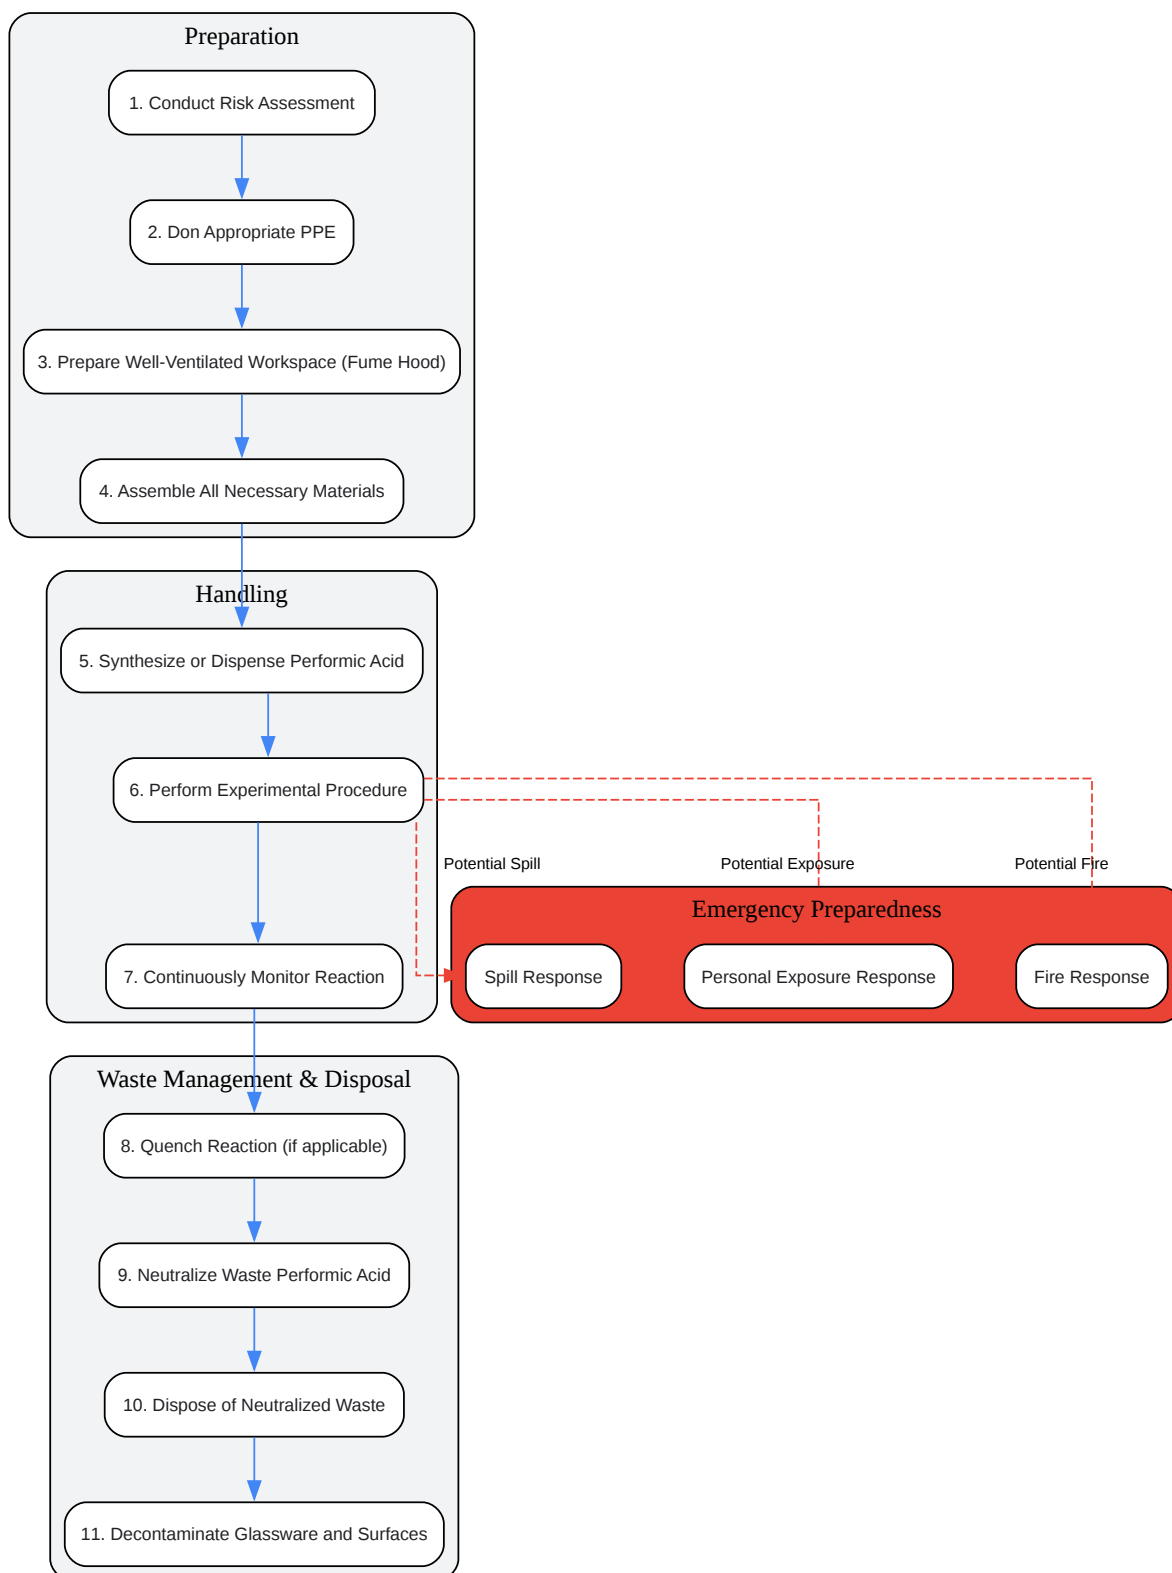 Preparation
1. Conduct Risk Assessment
2. Don Appropriate PPE
3. Prepare Well-Ventilated Workspace (Fume Hood)
4. Assemble All Necessary Materials
Handling
5. Synthesize or Dispense Performic Acid
6. Perform Experimental Procedure
7. Continuously Monitor Reaction
Potential Spill
Potential Exposure
Potential Fire
Emergency Preparedness
Spill Response
Personal Exposure Response
Fire Response
Waste Management & Disposal
8. Quench Reaction (if applicable)
9. Neutralize Waste Performic Acid
10. Dispose of Neutralized Waste
11. Decontaminate Glassware and Surfaces